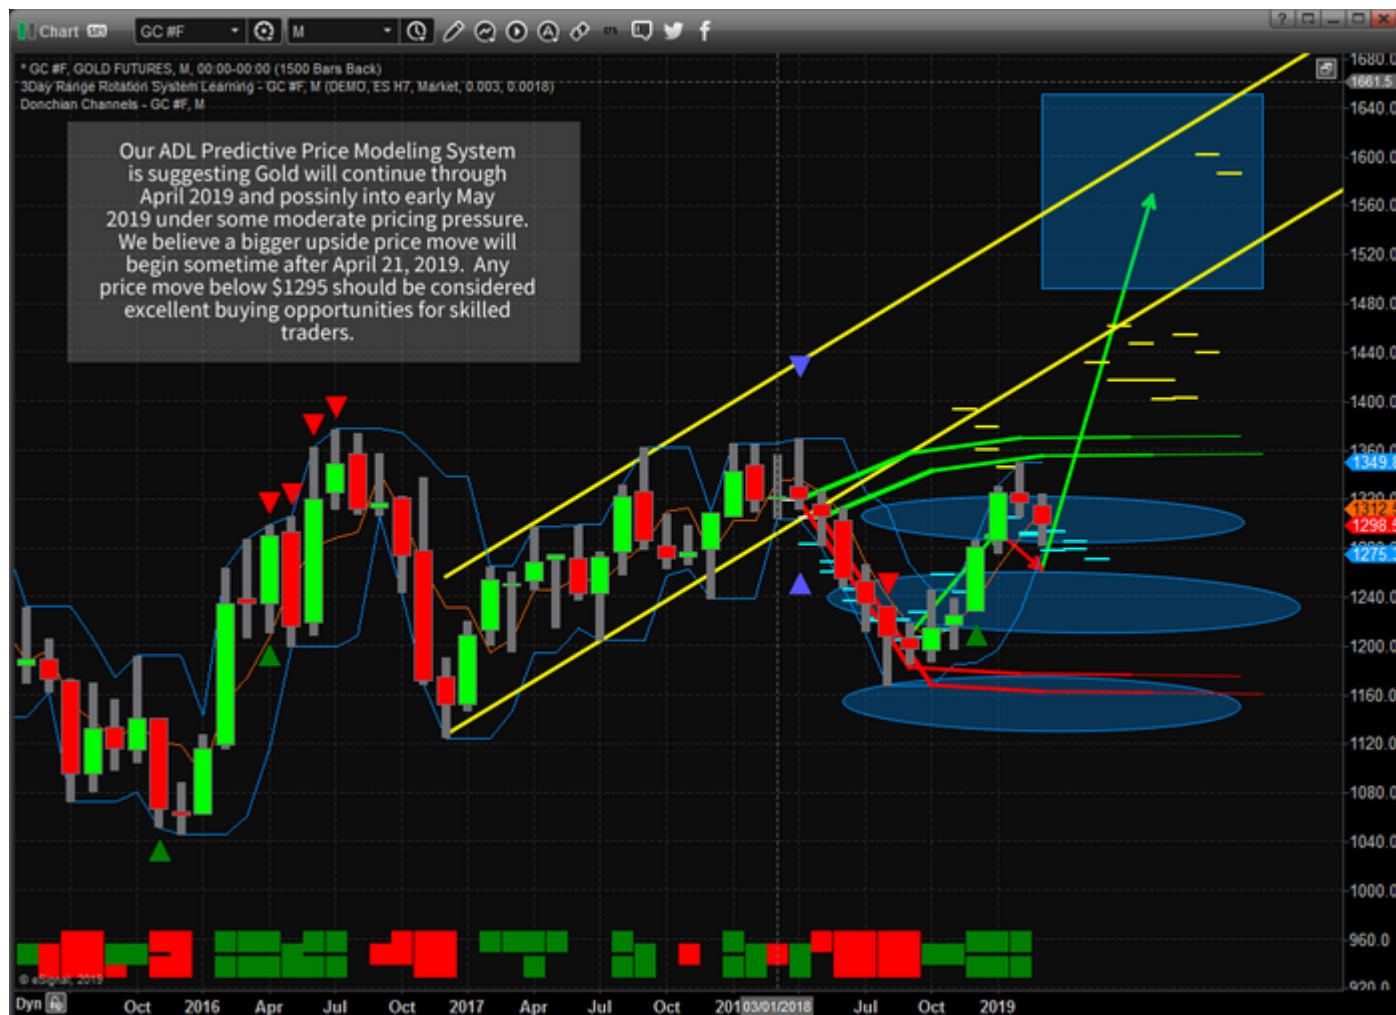 Chart
GC #F
M
* GC #F, GOLD FUTURES, M, 00:00-00:00 (1500 Bars Back)
3Day Range Rotation System Learning - GC #F, M (DEMO, ES H7, Market, 0.003, 0.0018)
Donchian Channels - GC #F, M
Our ADL Predictive Price Modeling System
is suggesting Gold will continue through
April 2019 and possinly into early May
2019 under some moderate pricing pressure.
We believe a bigger upside price move will
begin sometime after April 21, 2019. Any
price move below $1295 should be considered
excellent buying opportunities for skilled
traders.
1680.0
1661.5
1640.0
1600.0
1560.0
1520.0
1480.0
1440.0
1400.0
1360.0
1349.8
1320.0
1312.
1298.5
1275.
1240.0
1200.0
1160.0
1120.0
1080.0
1040.0
1000.0
960.0
920.0
© eSignal, 2019
Dyn
Oct 2016 Apr Jul Oct 2017 Apr Jul Oct 201 03/01/2018 Jul Oct 2019